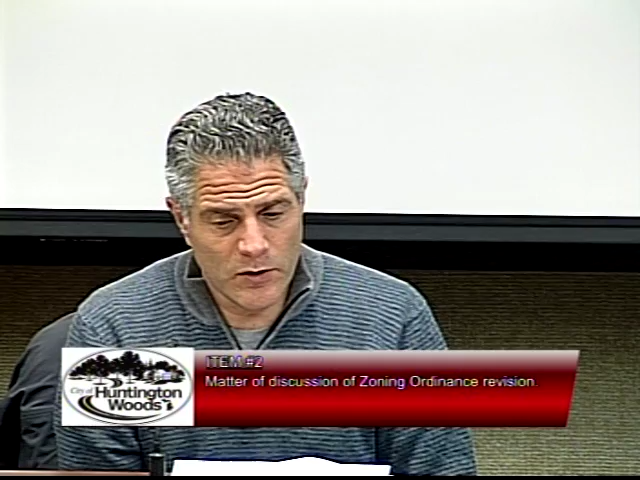 ITEM #2
Matter of discussion of Zoning Ordinance revision.
City of
Huntington
Woods